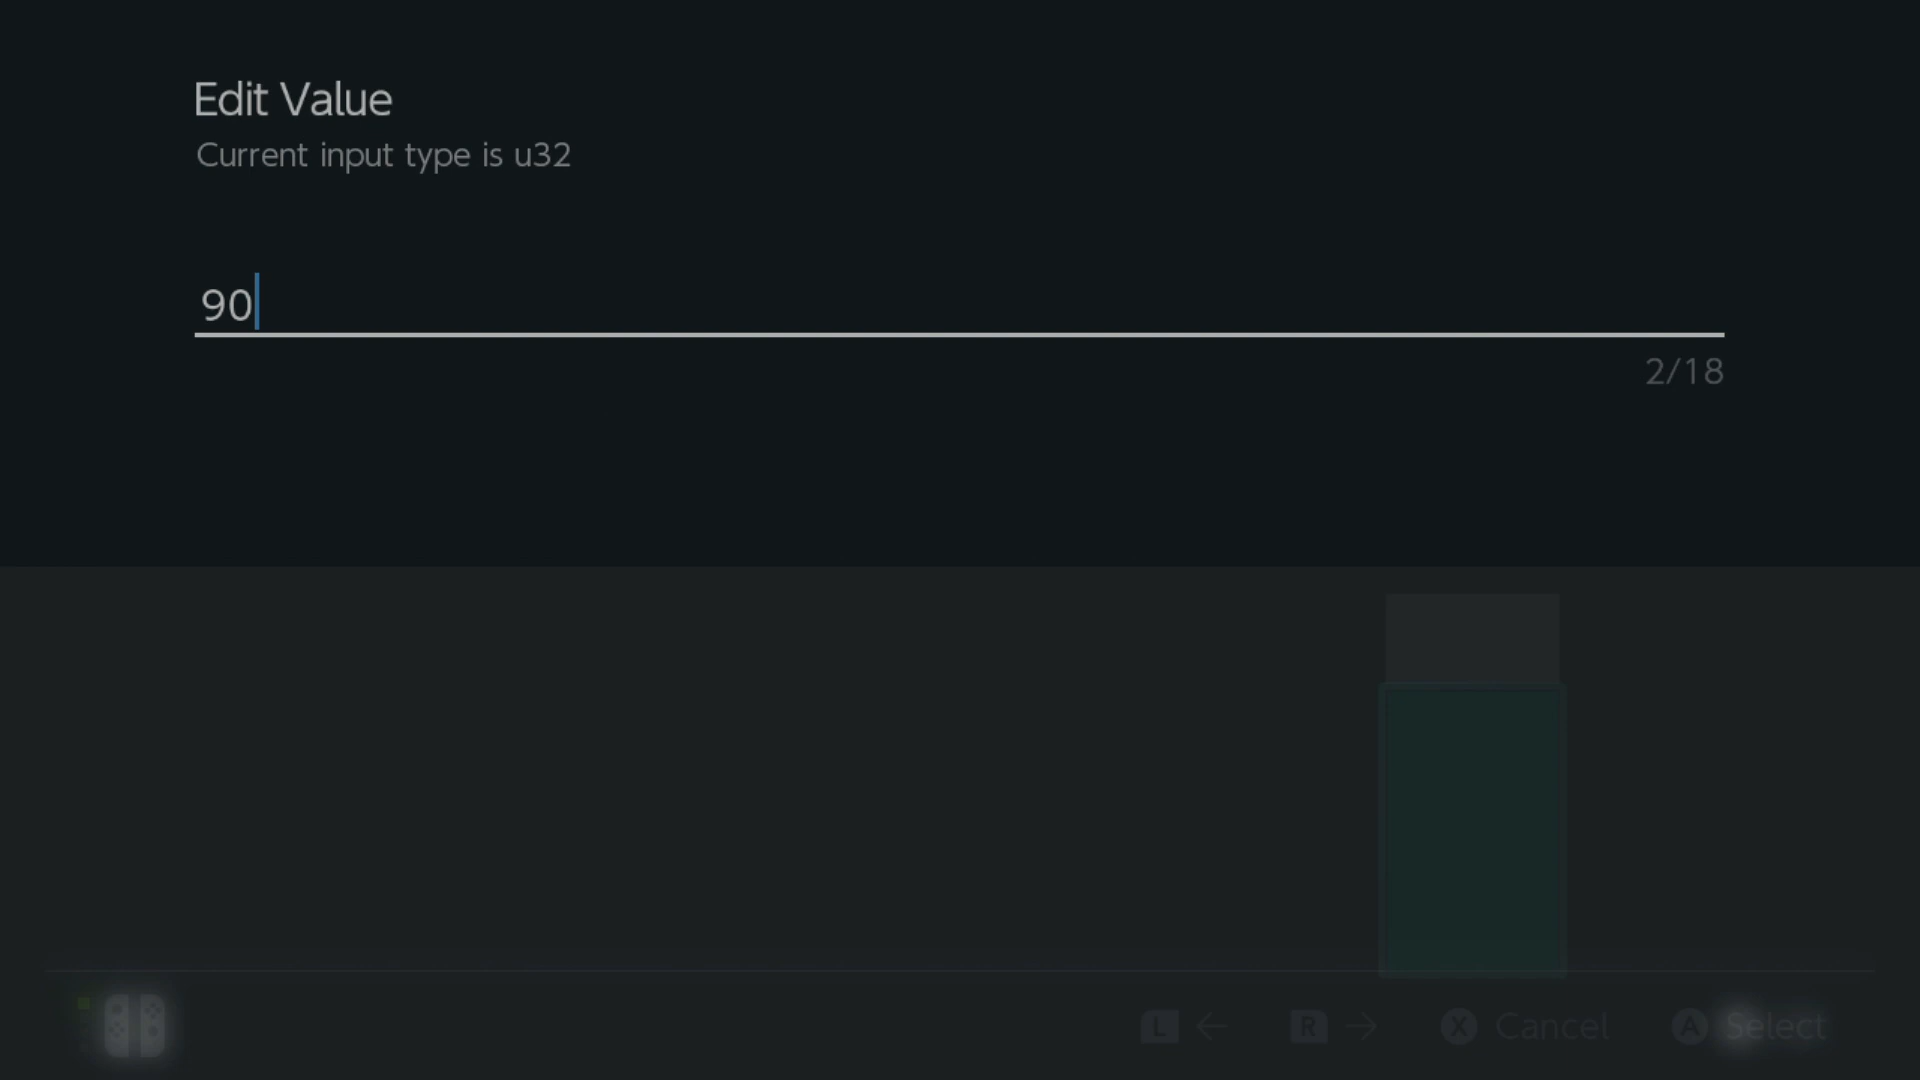 Edit Value
Current input type is u32
90
2/18
L ← R → X Cancel A Select